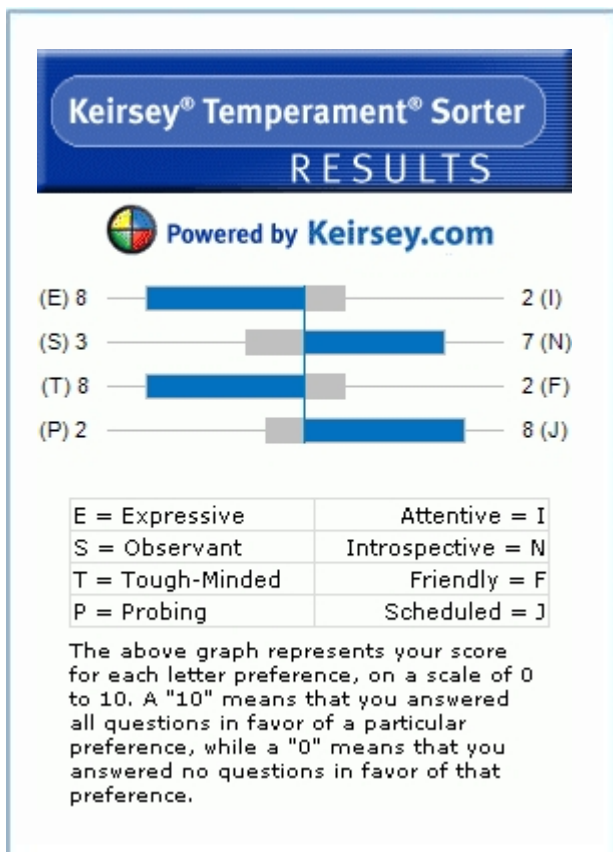 Keirsey® Temperament® Sorter
RESULTS
Powered by Keirsey.com
(E) 8 2 (I)
(S) 3 7 (N)
(T) 8 2 (F)
(P) 2 8 (J)
E = Expressive Attentive = I
S = Observant Introspective = N
T = Tough-Minded Friendly = F
P = Probing Scheduled = J
The above graph represents your score
for each letter preference, on a scale of 0
to 10. A "10" means that you answered
all questions in favor of a particular
preference, while a "0" means that you
answered no questions in favor of that
preference.